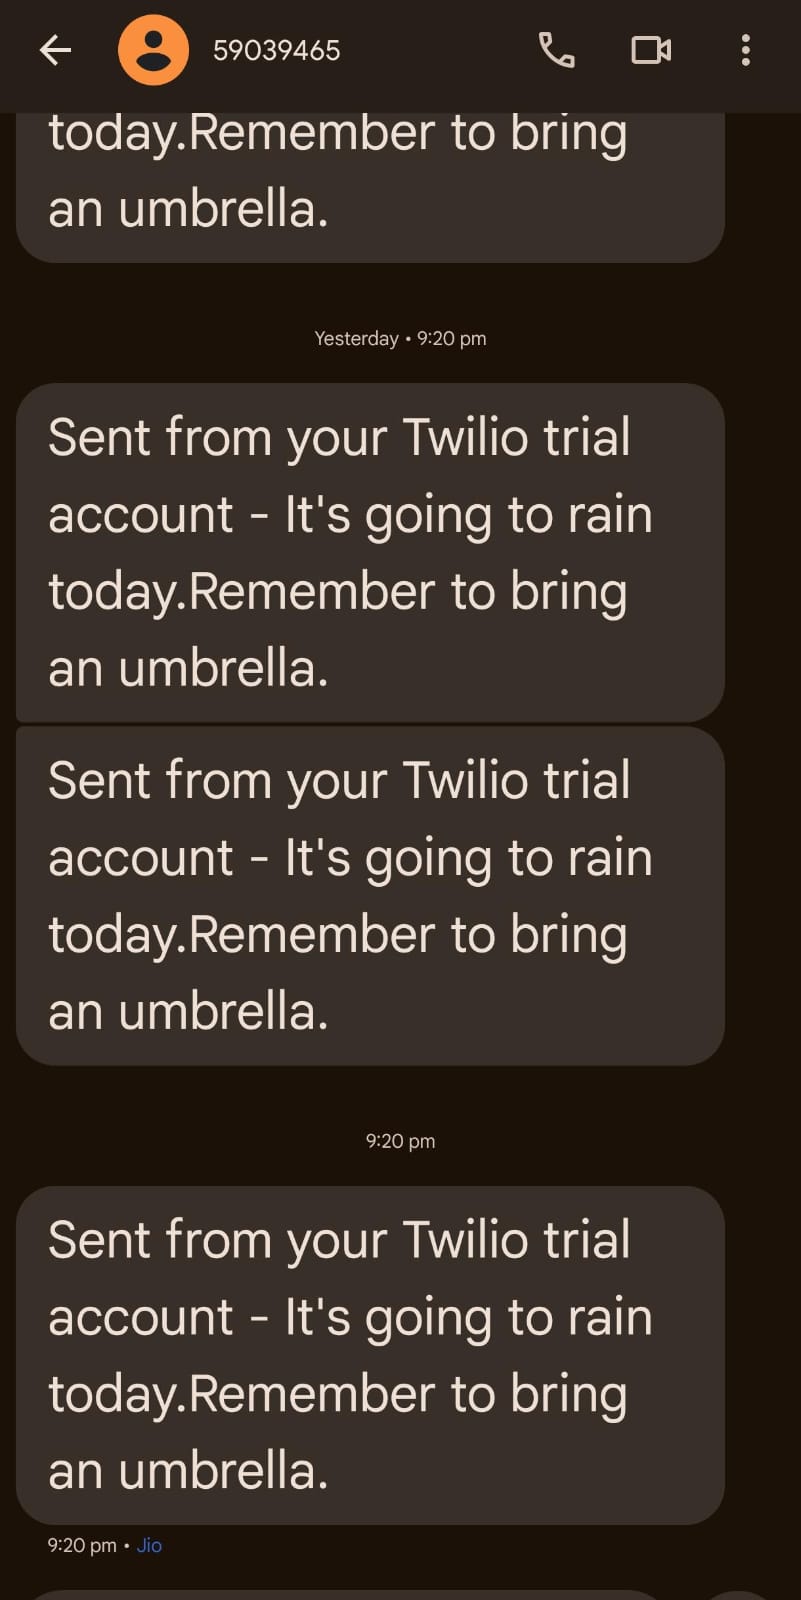 59039465
today.Remember to bring
an umbrella.
Yesterday • 9:20 pm
Sent from your Twilio trial
account - It's going to rain
today.Remember to bring
an umbrella.
Sent from your Twilio trial
account - It's going to rain
today.Remember to bring
an umbrella.
9:20 pm
Sent from your Twilio trial
account - It's going to rain
today.Remember to bring
an umbrella.
9:20 pm • Jio